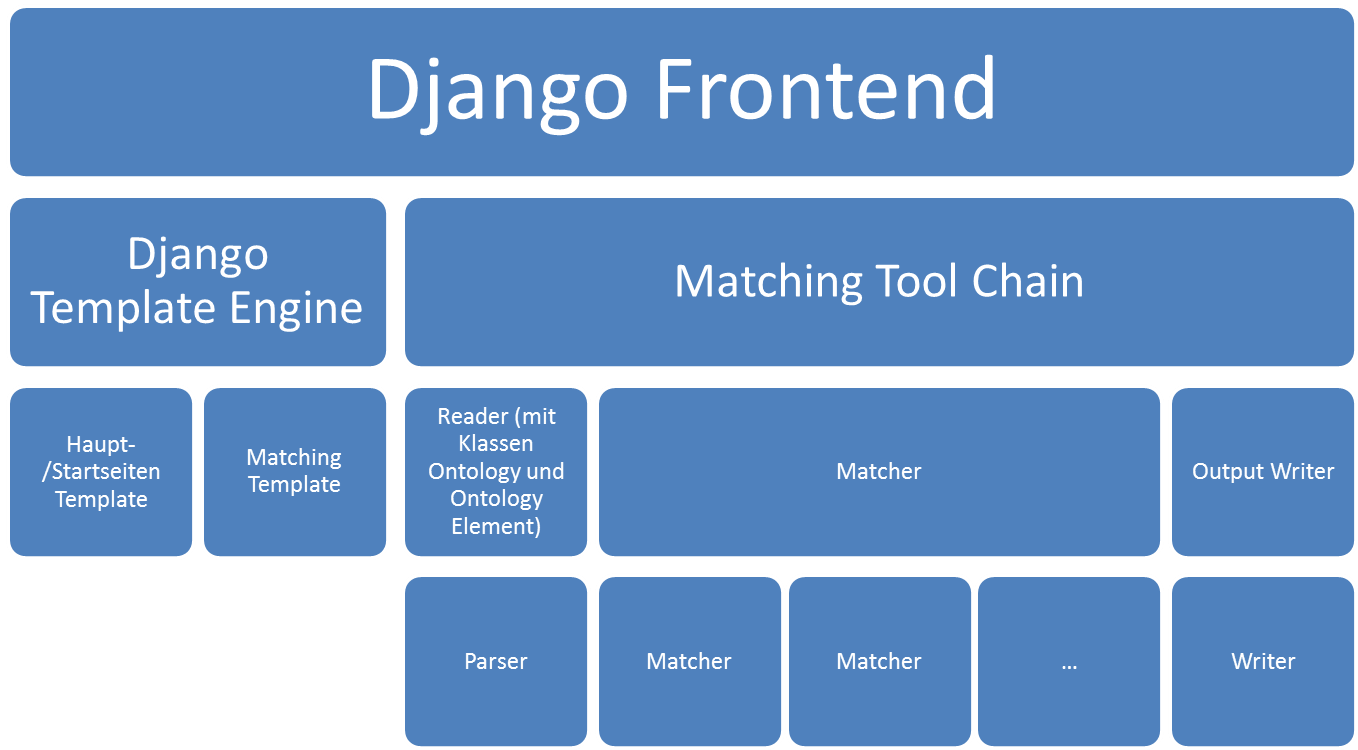 Django Frontend
Django
Template Engine
Matching Tool Chain
Haupt-
/Startseiten
Template
Matching
Template
Reader (mit
Klassen
Ontology und
Ontology
Element)
Matcher
Output Writer
Parser
Matcher
Matcher
...
Writer